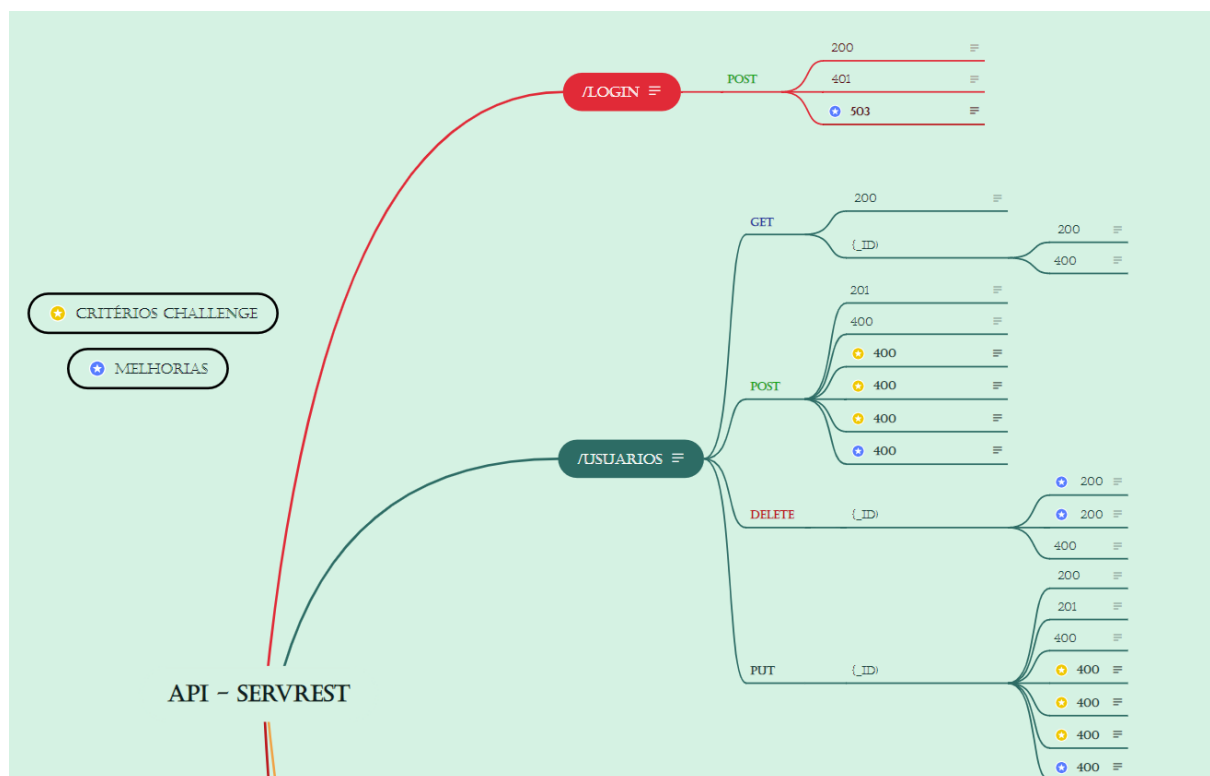 /LOGIN
POST
200
401
503
/USUARIOS
GET
200
(_ID)
200
400
POST
201
400
400
400
400
400
DELETE
(_ID)
200
200
400
PUT
(_ID)
200
201
400
400
400
400
400
CRITÉRIOS CHALLENGE
MELHORIAS
API - SERVREST